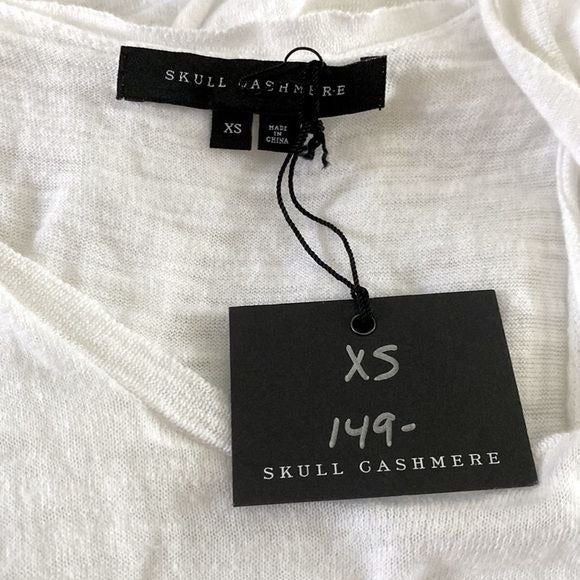 SKULL CASHMERE
XS
MADE
IN
CHINA
XS
149-
SKULL CASHMERE